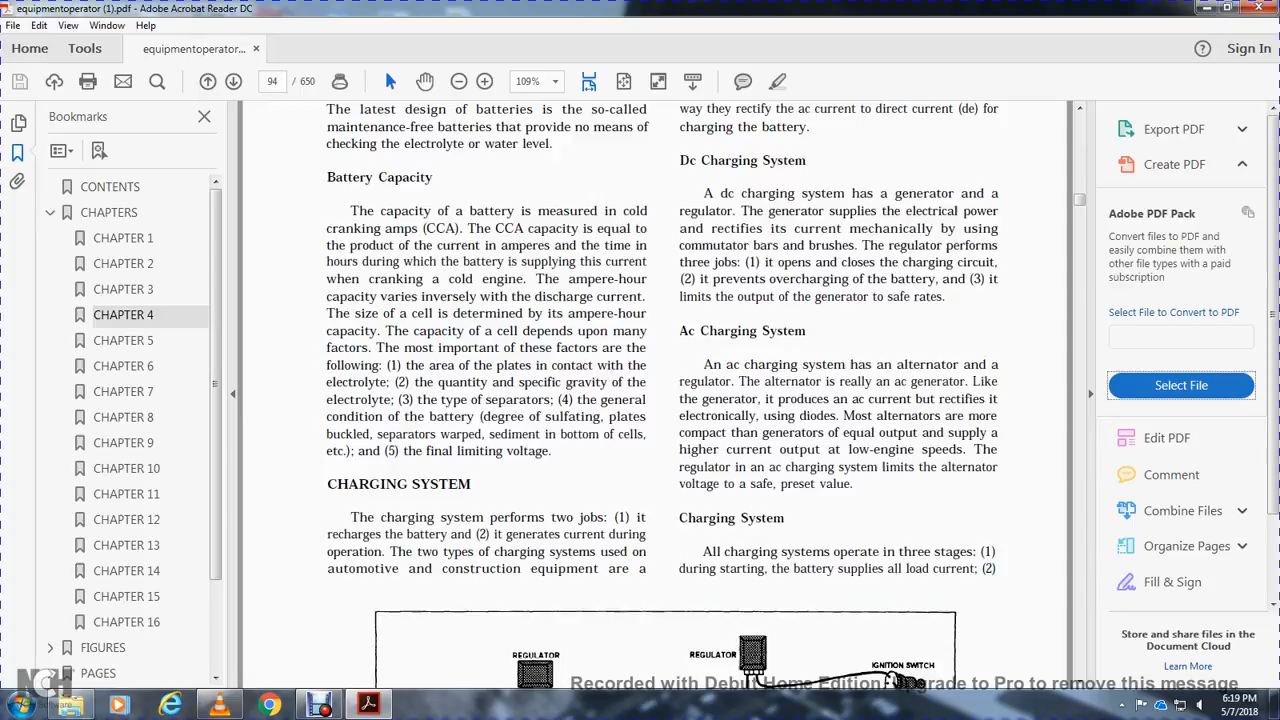 equipmentoperator (1).pdf - Adobe Acrobat Reader DC
File Edit View Window Help
Home Tools equipmentoperator... × Sign In
94 / 650 109%
Bookmarks
CONTENTS
CHAPTERS
CHAPTER 1
CHAPTER 2
CHAPTER 3
CHAPTER 4
CHAPTER 5
CHAPTER 6
CHAPTER 7
CHAPTER 8
CHAPTER 9
CHAPTER 10
CHAPTER 11
CHAPTER 12
CHAPTER 13
CHAPTER 14
CHAPTER 15
CHAPTER 16
FIGURES
PAGES
The latest design of batteries is the so-called
maintenance-free batteries that provide no means of
checking the electrolyte or water level.
Battery Capacity
The capacity of a battery is measured in cold
cranking amps (CCA). The CCA capacity is equal to
the product of the current in amperes and the time in
hours during which the battery is supplying this current
when cranking a cold engine. The ampere-hour
capacity varies inversely with the discharge current.
The size of a cell is determined by its ampere-hour
capacity. The capacity of a cell depends upon many
factors. The most important of these factors are the
following: (1) the area of the plates in contact with the
electrolyte; (2) the quantity and specific gravity of the
electrolyte; (3) the type of separators; (4) the general
condition of the battery (degree of sulfating, plates
buckled, separators warped, sediment in bottom of cells,
etc.); and (5) the final limiting voltage.
CHARGING SYSTEM
The charging system performs two jobs: (1) it
recharges the battery and (2) it generates current during
operation. The two types of charging systems used on
automotive and construction equipment are a
way they rectify the ac current to direct current (de) for
charging the battery.
Dc Charging System
A dc charging system has a generator and a
regulator. The generator supplies the electrical power
and rectifies its current mechanically by using
commutator bars and brushes. The regulator performs
three jobs: (1) it opens and closes the charging circuit,
(2) it prevents overcharging of the battery, and (3) it
limits the output of the generator to safe rates.
Ac Charging System
An ac charging system has an alternator and a
regulator. The alternator is really an ac generator. Like
the generator, it produces an ac current but rectifies it
electronically, using diodes. Most alternators are more
compact than generators of equal output and supply a
higher current output at low-engine speeds. The
regulator in an ac charging system limits the alternator
voltage to a safe, preset value.
Charging System
All charging systems operate in three stages: (1)
during starting, the battery supplies all load current; (2)
REGULATOR
REGULATOR
IGNITION SWITCH
Export PDF
Create PDF
Adobe PDF Pack
Convert files to PDF and
easily combine them with
other file types with a paid
subscription
Select File to Convert to PDF
Select File
Edit PDF
Comment
Combine Files
Organize Pages
Fill & Sign
Store and share files in the
Document Cloud
Learn More
NCH
Software
6:19 PM
5/7/2018